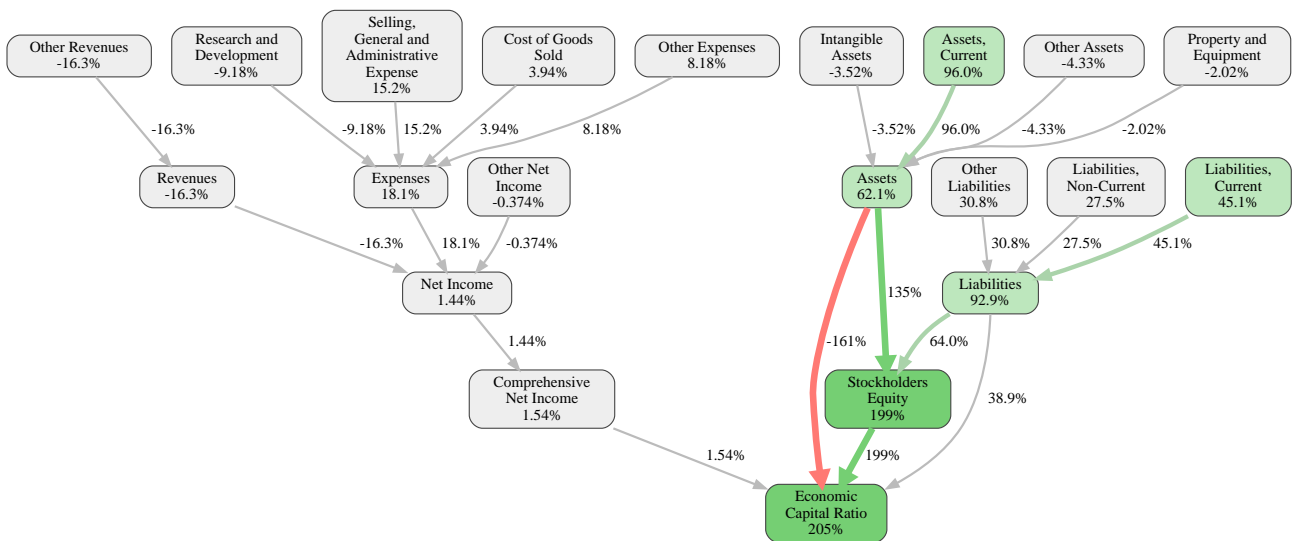 Other Revenues
-16.3%
Research and
Development
-9.18%
Selling,
General and
Administrative
Expense
15.2%
Cost of Goods
Sold
3.94%
Other Expenses
8.18%
Intangible
Assets
-3.52%
Assets,
Current
96.0%
Other Assets
-4.33%
Property and
Equipment
-2.02%
-16.3%
-9.18%
15.2%
3.94%
8.18%
-3.52%
96.0%
-4.33%
-2.02%
Revenues
-16.3%
Expenses
18.1%
Other Net
Income
-0.374%
Assets
62.1%
Other
Liabilities
30.8%
Liabilities,
Non-Current
27.5%
Liabilities,
Current
45.1%
-16.3%
18.1%
-0.374%
30.8%
27.5%
45.1%
Net Income
1.44%
Liabilities
92.9%
135%
1.44%
-161%
64.0%
Comprehensive
Net Income
1.54%
Stockholders
Equity
199%
38.9%
1.54%
199%
Economic
Capital Ratio
205%